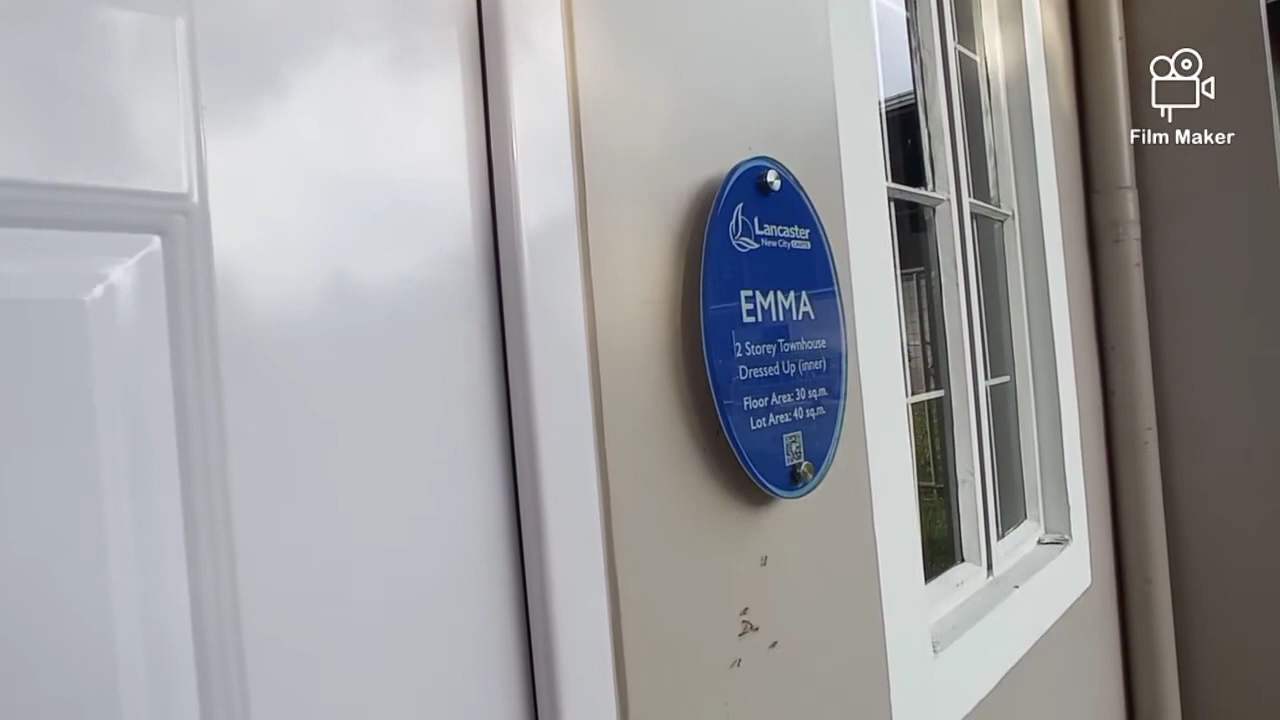 Film Maker
Lancaster
New City CAVITE
EMMA
2 Storey Townhouse
Dressed Up (inner)
Floor Area: 30 sq.m.
Lot Area: 40 sq.m.